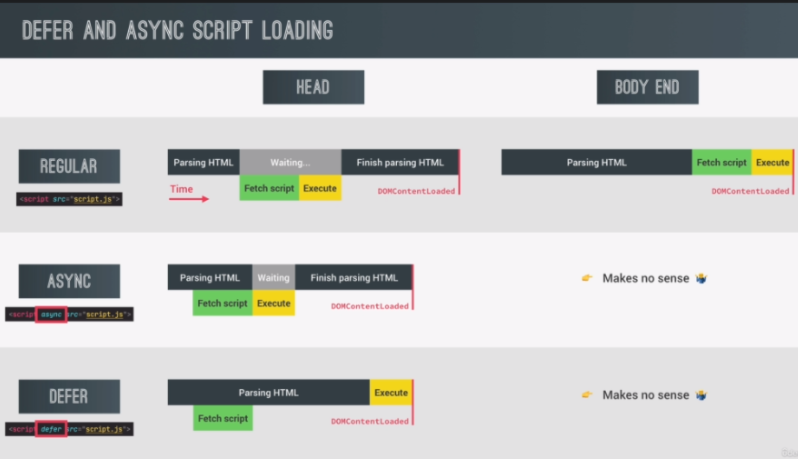 DEFER AND ASYNC SCRIPT LOADING
HEAD
BODY END
REGULAR
<script src="script.js">
Parsing HTML
Waiting...
Finish parsing HTML
Time
Fetch script
Execute
DOMContentLoaded
Parsing HTML
Fetch script
Execute
DOMContentLoaded
ASYNC
<script async src="script.js">
Parsing HTML
Waiting
Finish parsing HTML
Fetch script
Execute
DOMContentLoaded
👉 Makes no sense 🤷‍♂️
DEFER
<script defer src="script.js">
Parsing HTML
Execute
Fetch script
DOMContentLoaded
👉 Makes no sense 🤷‍♂️